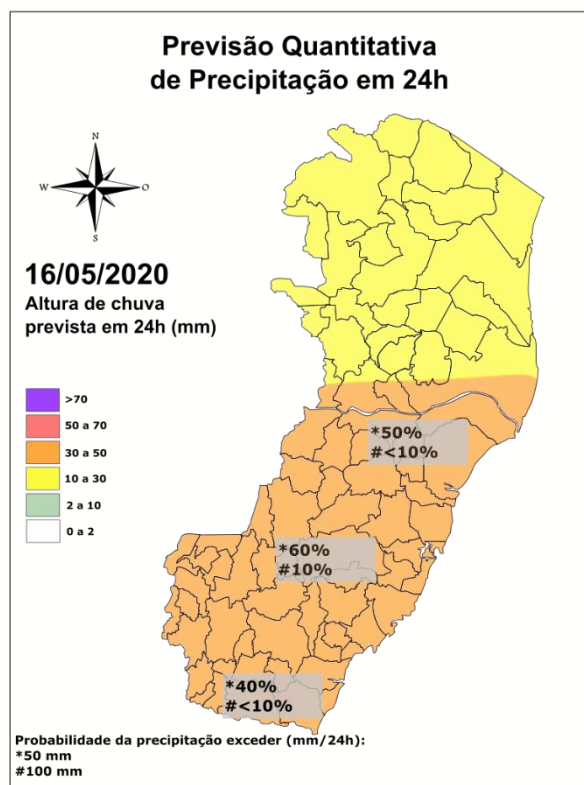 Previsão Quantitativa
de Precipitação em 24h
N
W
O
S
16/05/2020
Altura de chuva
prevista em 24h (mm)
>70
50 a 70
30 a 50
10 a 30
2 a 10
0 a 2
*50%
#<10%
*60%
#10%
*40%
#<10%
Probabilidade da precipitação exceder (mm/24h):
*50 mm
#100 mm